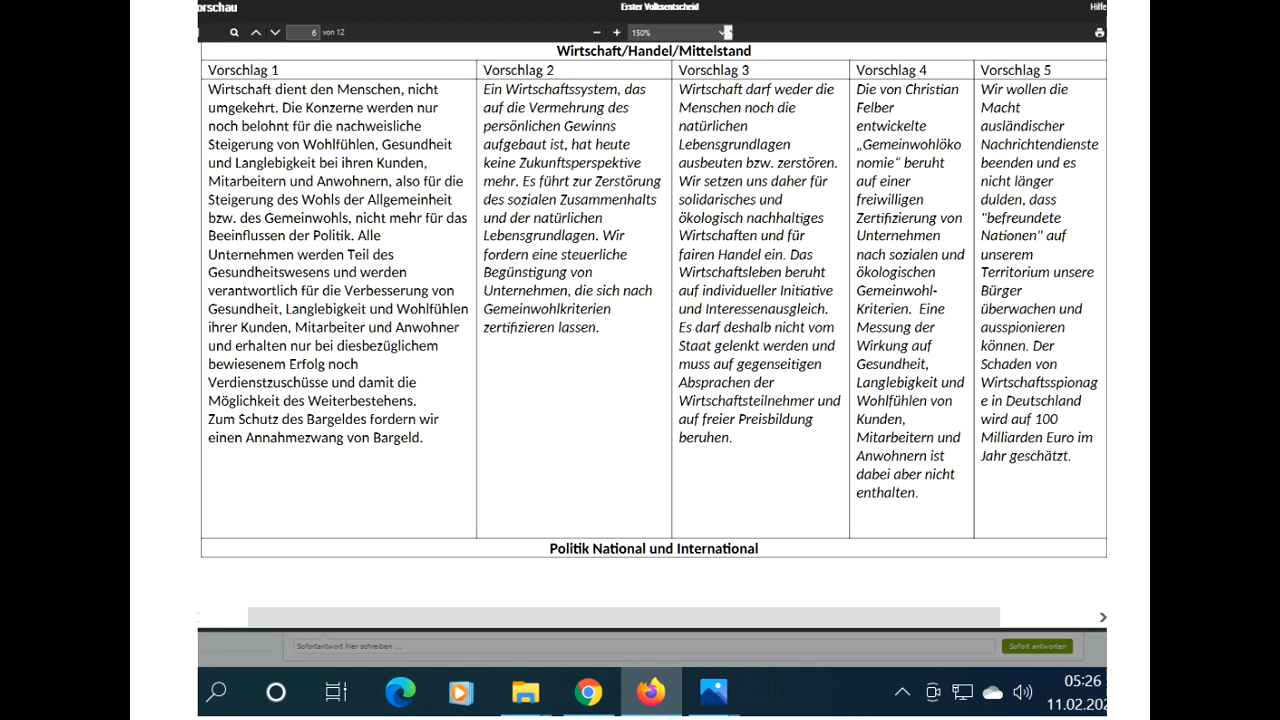 orschau
Erster Volksentscheid
Hilfe
6 von 12
150%
Wirtschaft/Handel/Mittelstand
Vorschlag 1
Wirtschaft dient den Menschen, nicht
umgekehrt. Die Konzerne werden nur
noch belohnt für die nachweisliche
Steigerung von Wohlfühlen, Gesundheit
und Langlebigkeit bei ihren Kunden,
Mitarbeitern und Anwohnern, also für die
Steigerung des Wohls der Allgemeinheit
bzw. des Gemeinwohls, nicht mehr für das
Beeinflussen der Politik. Alle
Unternehmen werden Teil des
Gesundheitswesens und werden
verantwortlich für die Verbesserung von
Gesundheit, Langlebigkeit und Wohlfühlen
ihrer Kunden, Mitarbeiter und Anwohner
und erhalten nur bei diesbezüglichem
bewiesenem Erfolg noch
Verdienstzuschüsse und damit die
Möglichkeit des Weiterbestehens.
Zum Schutz des Bargeldes fordern wir
einen Annahmezwang von Bargeld.
Vorschlag 2
Ein Wirtschaftssystem, das
auf die Vermehrung des
persönlichen Gewinns
aufgebaut ist, hat heute
keine Zukunftsperspektive
mehr. Es führt zur Zerstörung
des sozialen Zusammenhalts
und der natürlichen
Lebensgrundlagen. Wir
fordern eine steuerliche
Begünstigung von
Unternehmen, die sich nach
Gemeinwohlkriterien
zertifizieren lassen.
Vorschlag 3
Wirtschaft darf weder die
Menschen noch die
natürlichen
Lebensgrundlagen
ausbeuten bzw. zerstören.
Wir setzen uns daher für
solidarisches und
ökologisch nachhaltiges
Wirtschaften und für
fairen Handel ein. Das
Wirtschaftsleben beruht
auf individueller Initiative
und Interessenausgleich.
Es darf deshalb nicht vom
Staat gelenkt werden und
muss auf gegenseitigen
Absprachen der
Wirtschaftsteilnehmer und
auf freier Preisbildung
beruhen.
Vorschlag 4
Die von Christian
Felber
entwickelte
„Gemeinwohlöko
nomie“ beruht
auf einer
freiwilligen
Zertifizierung von
Unternehmen
nach sozialen und
ökologischen
Gemeinwohl-
Kriterien. Eine
Messung der
Wirkung auf
Gesundheit,
Langlebigkeit und
Wohlfühlen von
Kunden,
Mitarbeitern und
Anwohnern ist
dabei aber nicht
enthalten.
Vorschlag 5
Wir wollen die
Macht
ausländischer
Nachrichtendienste
beenden und es
nicht länger
dulden, dass
"befreundete
Nationen" auf
unserem
Territorium unsere
Bürger
überwachen und
ausspionieren
können. Der
Schaden von
Wirtschaftsspionag
e in Deutschland
wird auf 100
Milliarden Euro im
Jahr geschätzt.
Politik National und International
Sofortantwort hier schreiben ...
Sofort antworten
05:26
11.02.202